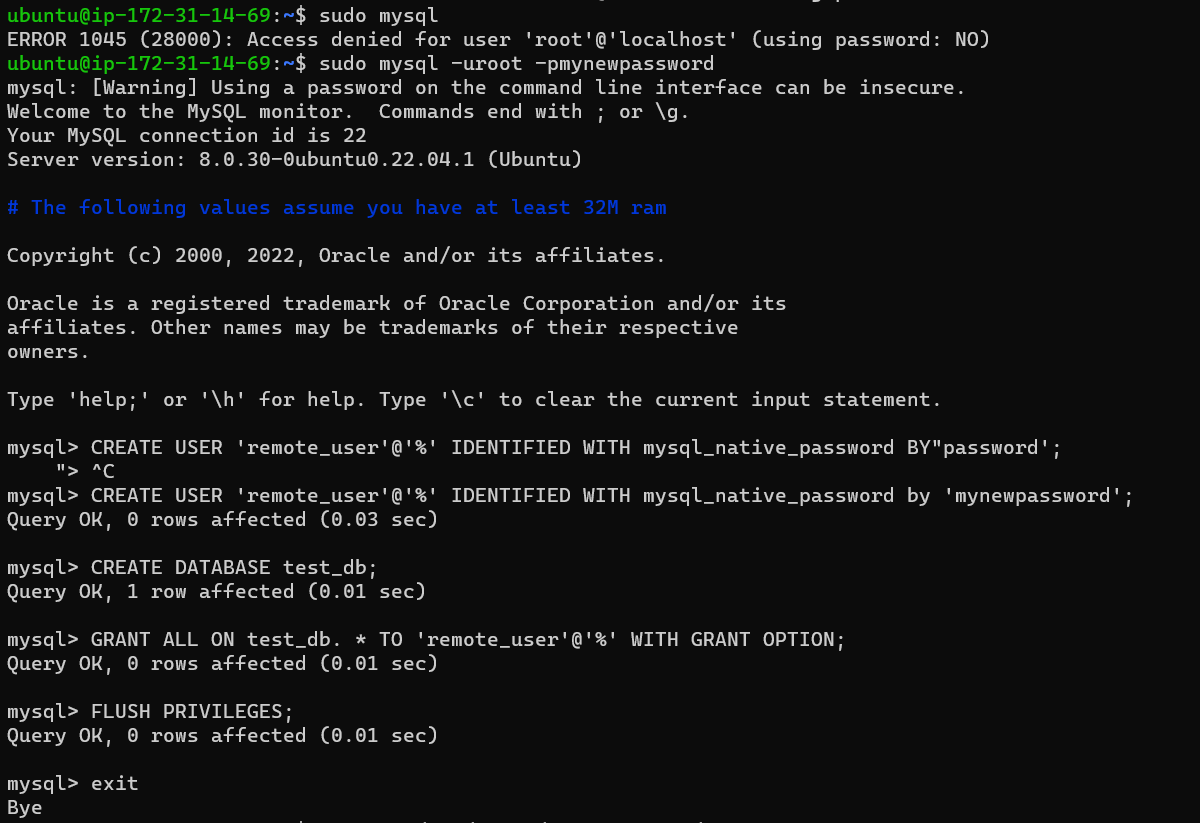 ubuntu@ip-172-31-14-69:~$ sudo mysql
ERROR 1045 (28000): Access denied for user 'root'@'localhost' (using password: NO)
ubuntu@ip-172-31-14-69:~$ sudo mysql -uroot -pmynewpassword
mysql: [Warning] Using a password on the command line interface can be insecure.
Welcome to the MySQL monitor.  Commands end with ; or \g.
Your MySQL connection id is 22
Server version: 8.0.30-0ubuntu0.22.04.1 (Ubuntu)
# The following values assume you have at least 32M ram
Copyright (c) 2000, 2022, Oracle and/or its affiliates.
Oracle is a registered trademark of Oracle Corporation and/or its
affiliates. Other names may be trademarks of their respective
owners.
Type 'help;' or '\h' for help. Type '\c' to clear the current input statement.
mysql> CREATE USER 'remote_user'@'%' IDENTIFIED WITH mysql_native_password BY"password';
    "> ^C
mysql> CREATE USER 'remote_user'@'%' IDENTIFIED WITH mysql_native_password by 'mynewpassword';
Query OK, 0 rows affected (0.03 sec)
mysql> CREATE DATABASE test_db;
Query OK, 1 row affected (0.01 sec)
mysql> GRANT ALL ON test_db. * TO 'remote_user'@'%' WITH GRANT OPTION;
Query OK, 0 rows affected (0.01 sec)
mysql> FLUSH PRIVILEGES;
Query OK, 0 rows affected (0.01 sec)
mysql> exit
Bye